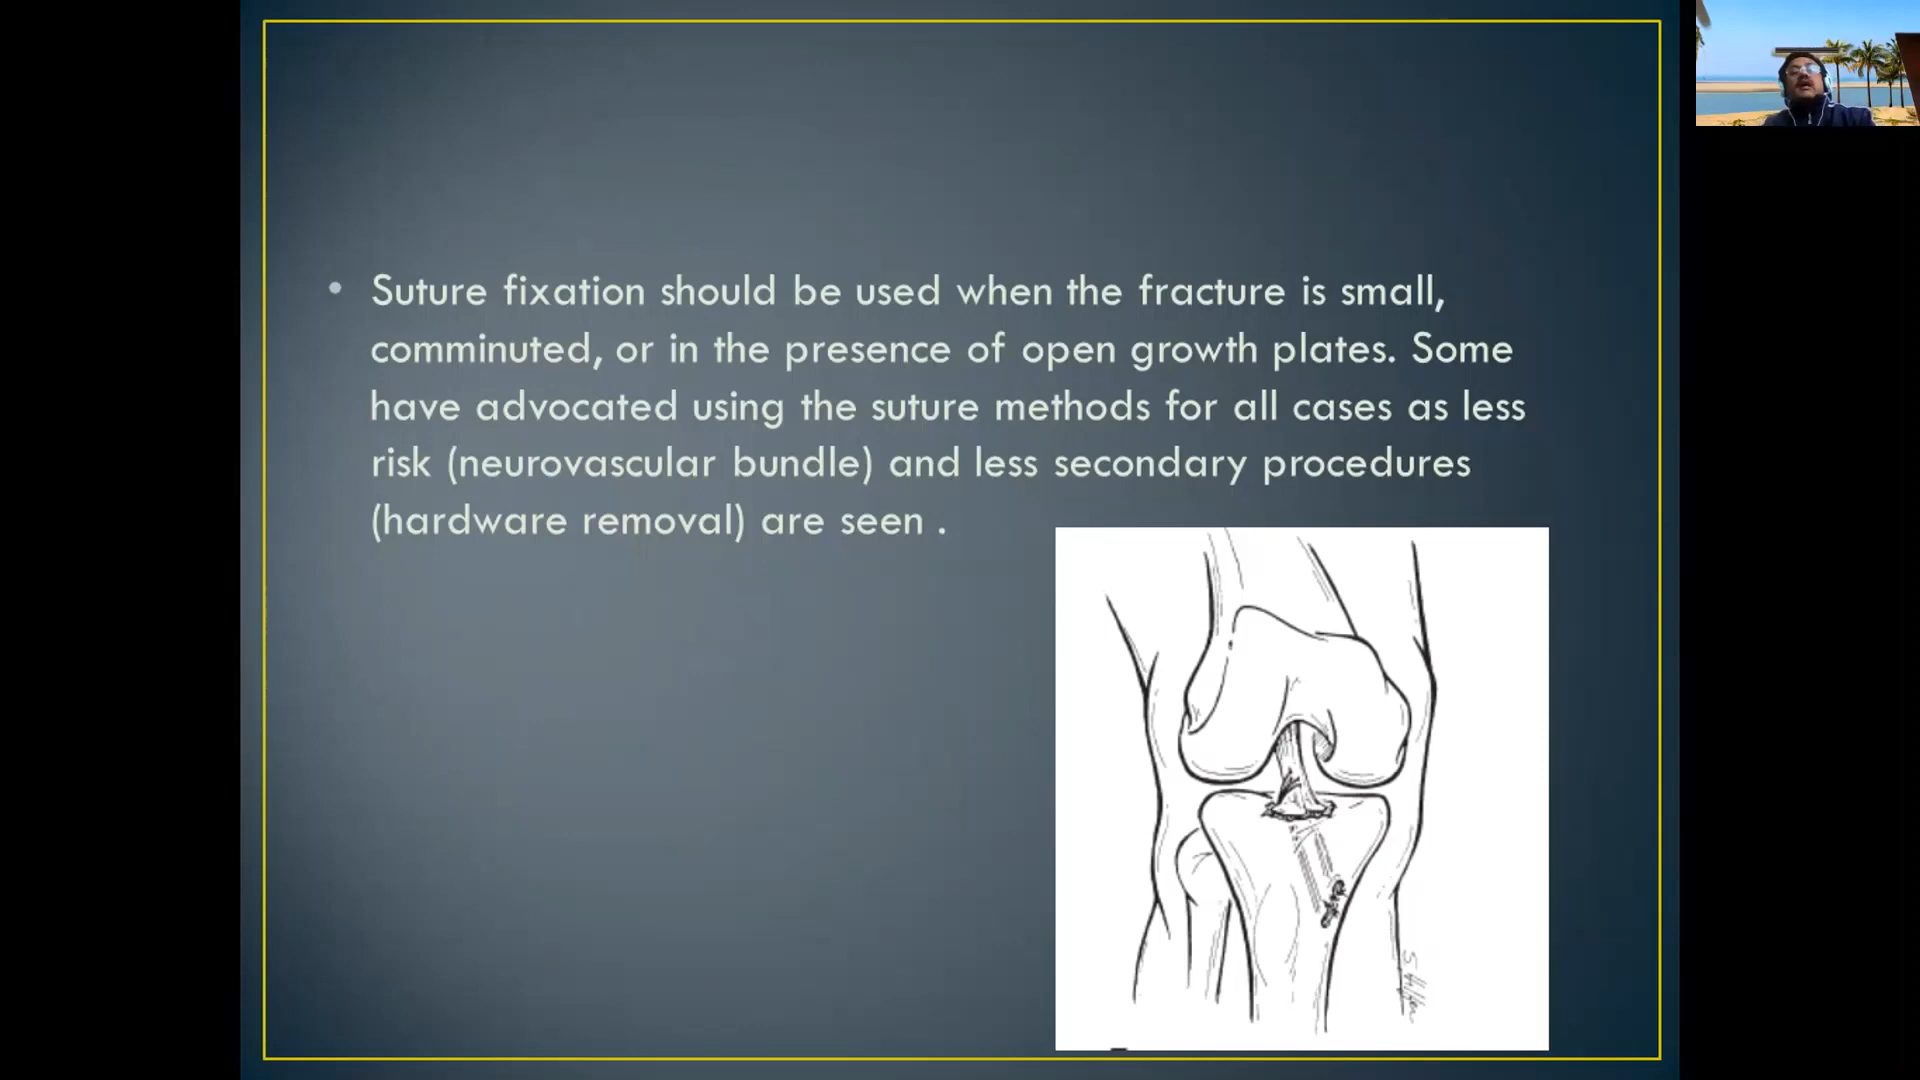 • Suture fixation should be used when the fracture is small,
comminuted, or in the presence of open growth plates. Some
have advocated using the suture methods for all cases as less
risk (neurovascular bundle) and less secondary procedures
(hardware removal) are seen .